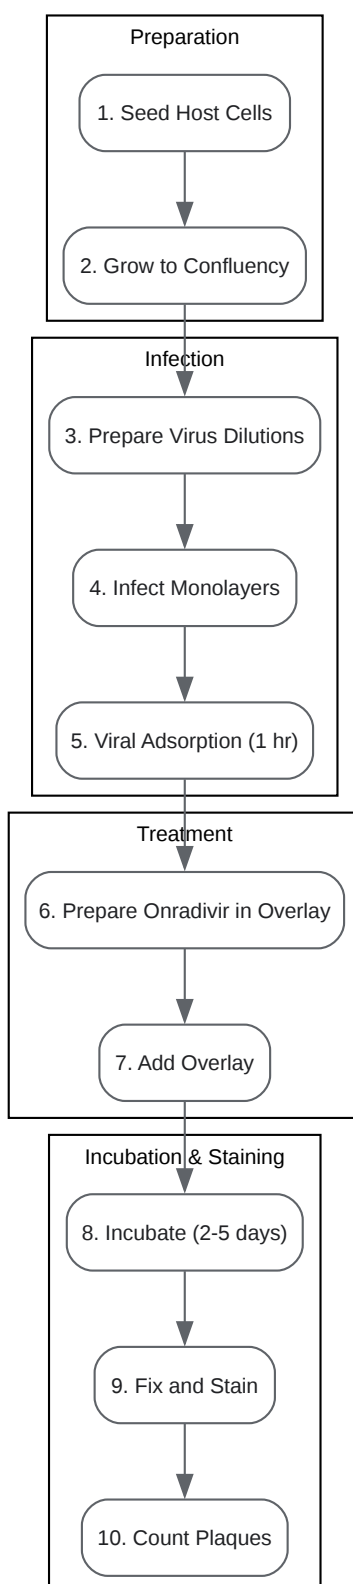 Preparation
1. Seed Host Cells
2. Grow to Confluency
Infection
3. Prepare Virus Dilutions
4. Infect Monolayers
5. Viral Adsorption (1 hr)
Treatment
6. Prepare Onradivir in Overlay
7. Add Overlay
Incubation & Staining
8. Incubate (2-5 days)
9. Fix and Stain
10. Count Plaques